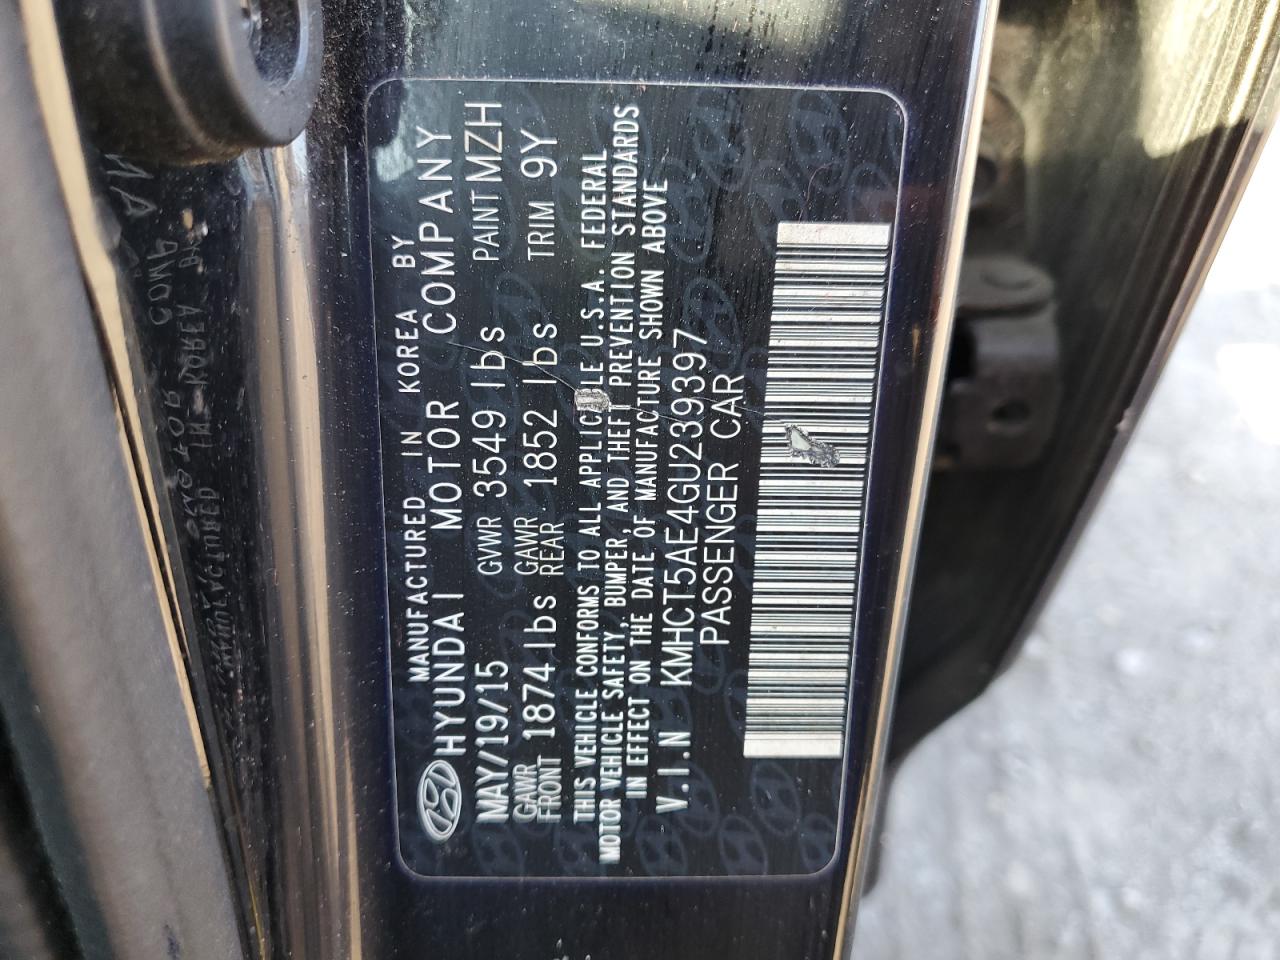 MANUFACTURED IN KOREA BY
HYUNDAI MOTOR COMPANY
MAY/19/15 GVWR 3549 lbs PAINT MZH
GAWR FRONT 1874 lbs GAWR REAR 1852 lbs TRIM 9Y
THIS VEHICLE CONFORMS TO ALL APPLICABLE U.S.A. FEDERAL
MOTOR VEHICLE SAFETY, BUMPER, AND THEFT PREVENTION STANDARDS
IN EFFECT ON THE DATE OF MANUFACTURE SHOWN ABOVE
V.I.N KMHCT5AE4GU239397
PASSENGER CAR